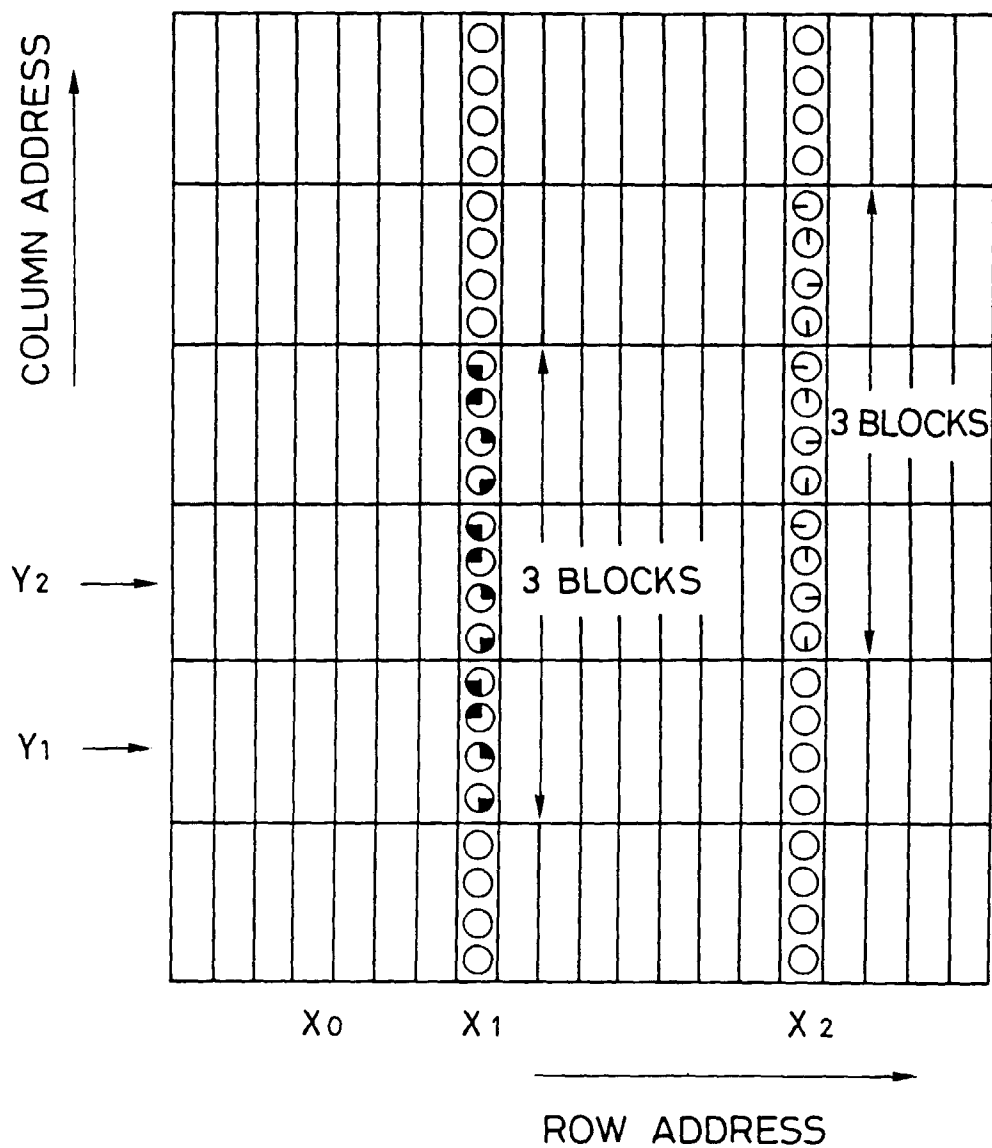 COLUMN ADDRESS
3 BLOCKS
Y2
3 BLOCKS
Y1
X0 X1 X2
ROW ADDRESS